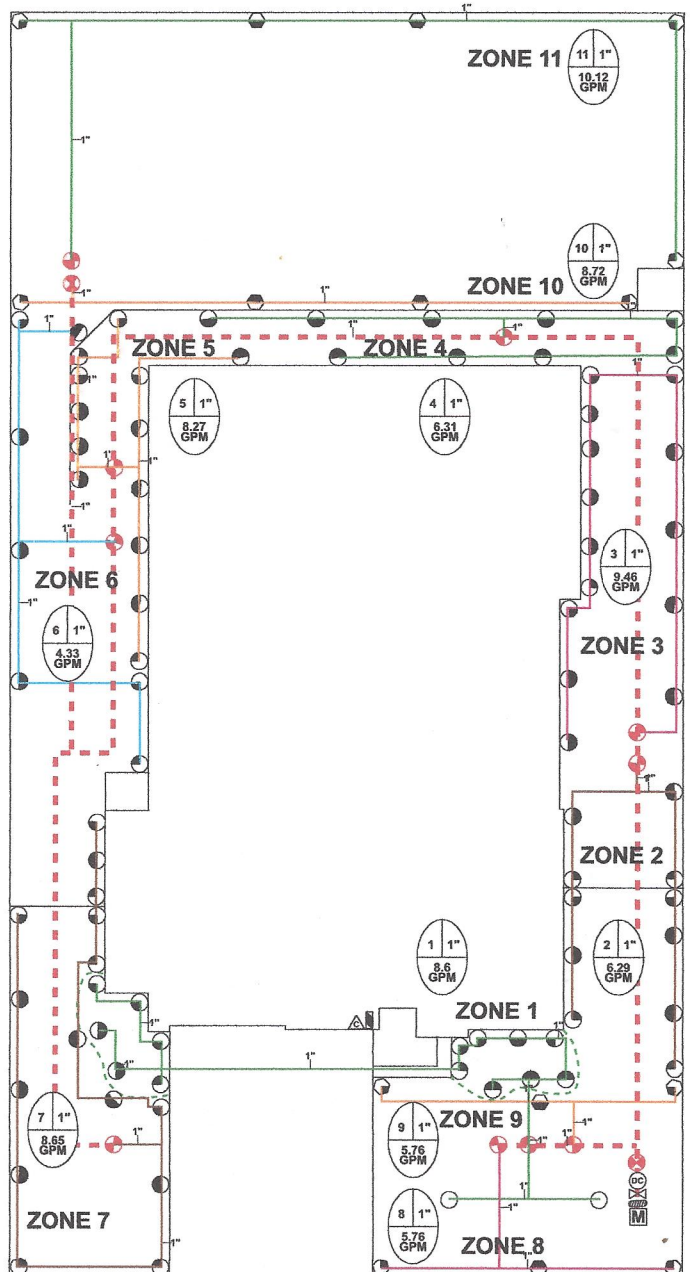 1"
ZONE 11
11 1"
10.12
GPM
1"
1"
10 1"
8.72
GPM
ZONE 10
1"
1"
1"
1"
1"
1"
ZONE 5
ZONE 4
1"
1"
5 1"
8.27
GPM
4 1"
6.31
GPM
1"
1"
1"
1"
3 1"
9.46
GPM
ZONE 6
1"
6 1"
4.33
GPM
ZONE 3
1"
ZONE 2
1 1"
8.6
GPM
2 1"
6.29
GPM
ZONE 1
C
1"
1"
1"
1"
7 1"
8.65
GPM
ZONE 9
9 1"
5.76
GPM
1"
1"
1"
DC
1"
M
8 1"
5.76
GPM
ZONE 7
1"
ZONE 8
1"